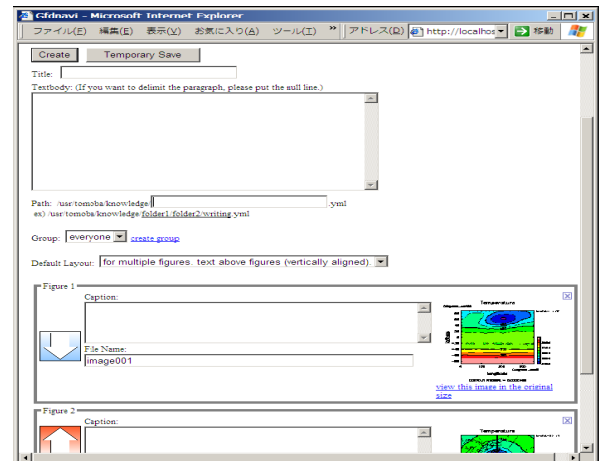 Gfdnavi - Microsoft Internet Explorer
ファイル(F) 編集(E) 表示(V) お気に入り(A) ツール(T) » アドレス(D) http://localhos 移動
Create Temporary Save
Title:
Textbody: (If you want to delimit the paragraph, please put the null line.)
Path: /usr/tomoba/knowledge/ .yml
ex) /usr/tomoba/knowledge/folder1/folder2/writing.yml
Group: everyone create group
Default Layout: for multiple figures. text above figures (vertically aligned).
Figure 1
Caption:
Temperature
File Name:
image001
longitude
view this image in the original
size
Figure 2
Caption:
Temperature